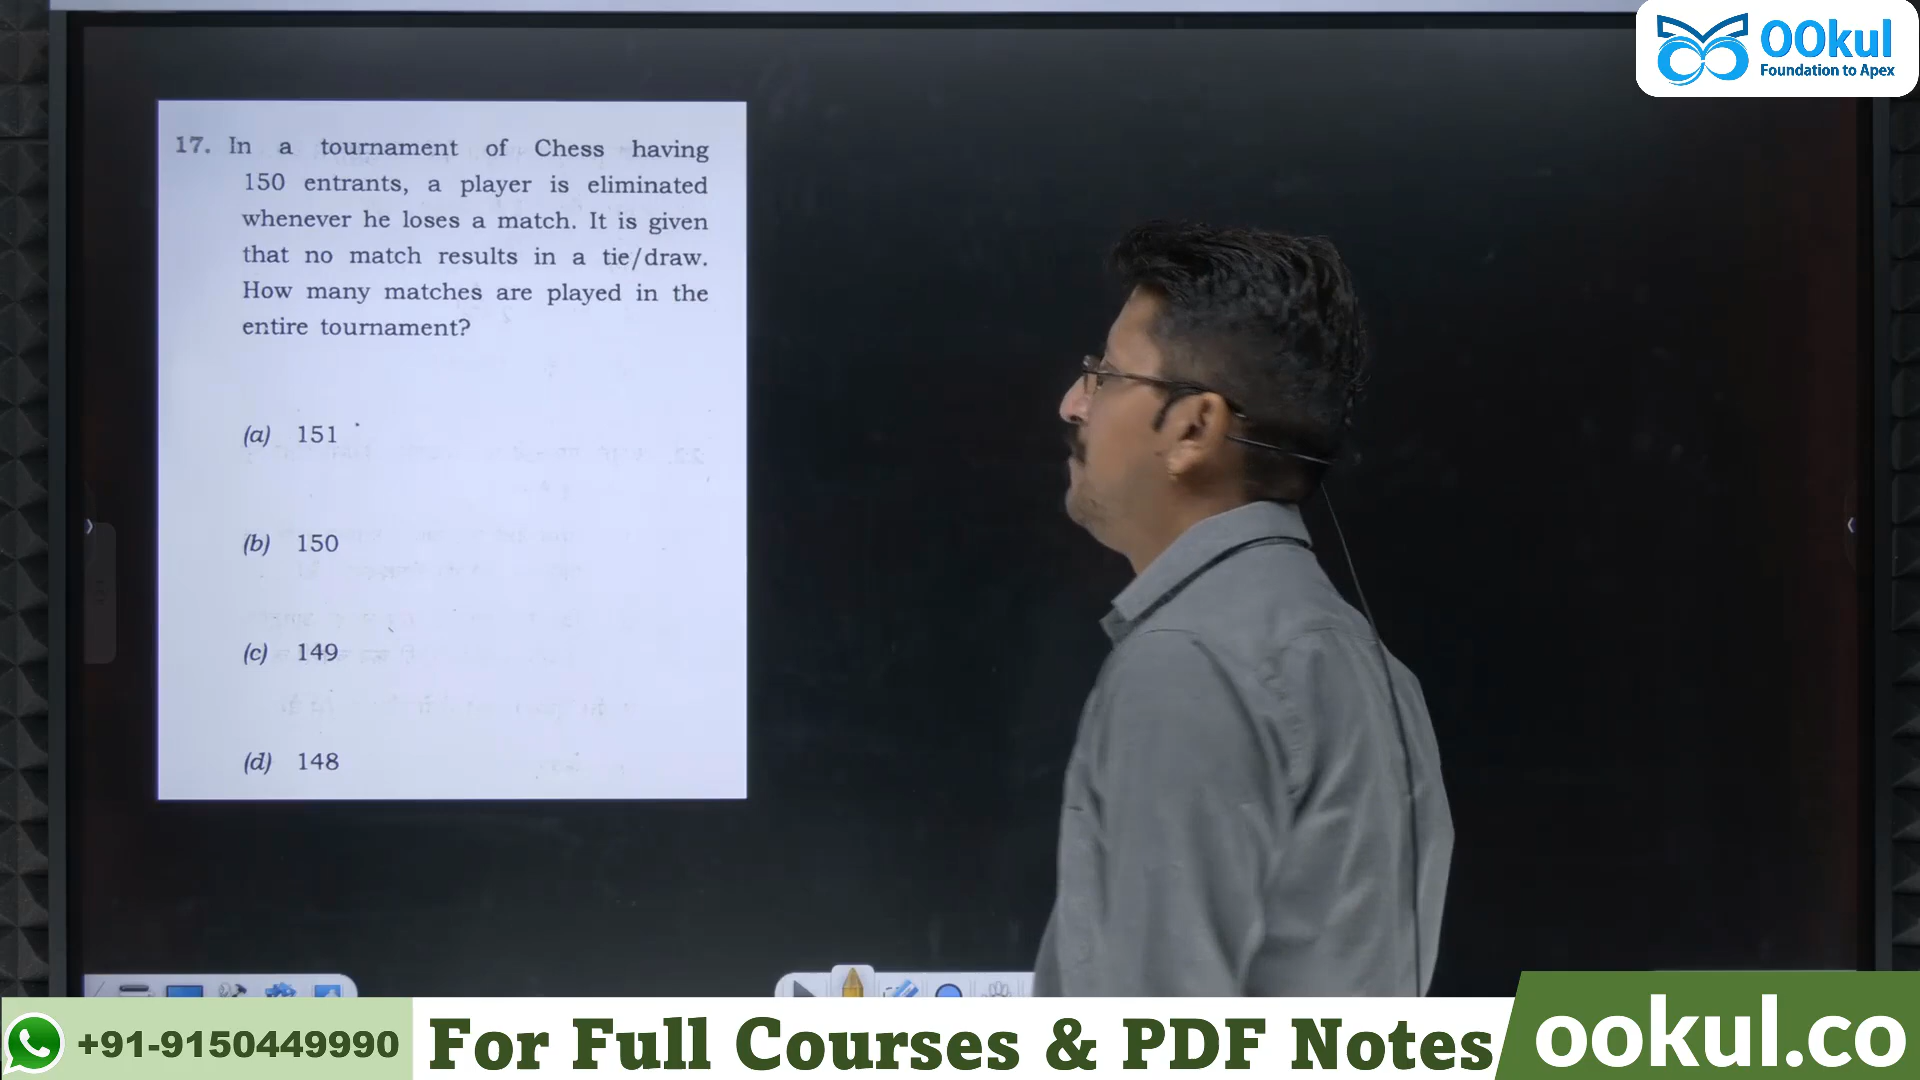 OOkul
Foundation to Apex
17. In a tournament of Chess having
150 entrants, a player is eliminated
whenever he loses a match. It is given
that no match results in a tie/draw.
How many matches are played in the
entire tournament?
(a) 151
(b) 150
(c) 149
(d) 148
+91-9150449990
For Full Courses & PDF Notes
ookul.co